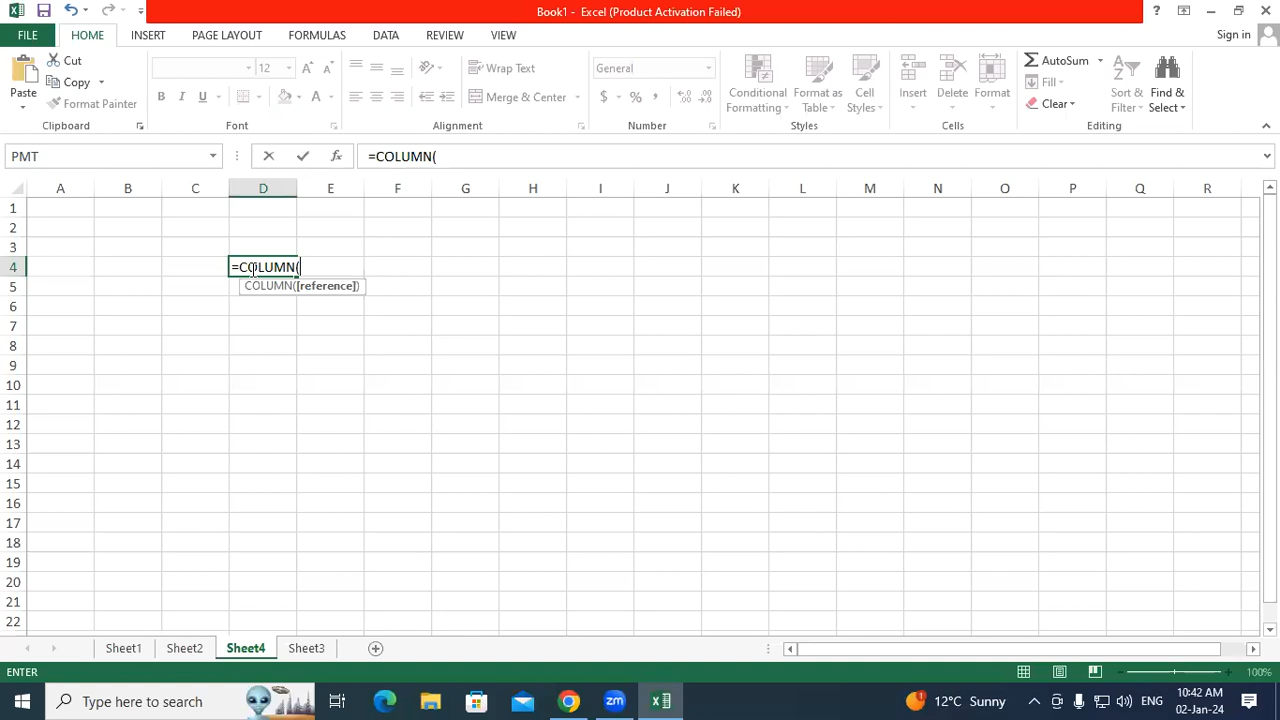 Book1 - Excel (Product Activation Failed)
?
FILE HOME INSERT PAGE LAYOUT FORMULAS DATA REVIEW VIEW Sign in
Paste
Cut
Copy
Format Painter
Clipboard
12
B I U
Font
Wrap Text
Merge & Center
Alignment
General
$ % ,
Number
Conditional Formatting
Format as Table
Cell Styles
Styles
Insert
Delete
Format
Cells
AutoSum
Fill
Clear
Sort & Filter
Find & Select
Editing
PMT fx =COLUMN(
A B C D E F G H I J K L M N O P Q R
1
2
3
4 =COLUMN(
5 COLUMN([reference])
6
7
8
9
10
11
12
13
14
15
16
17
18
19
20
21
22
Sheet1 Sheet2 Sheet4 Sheet3
ENTER 100%
Type here to search
12°C Sunny
ENG
10:42 AM
02-Jan-24